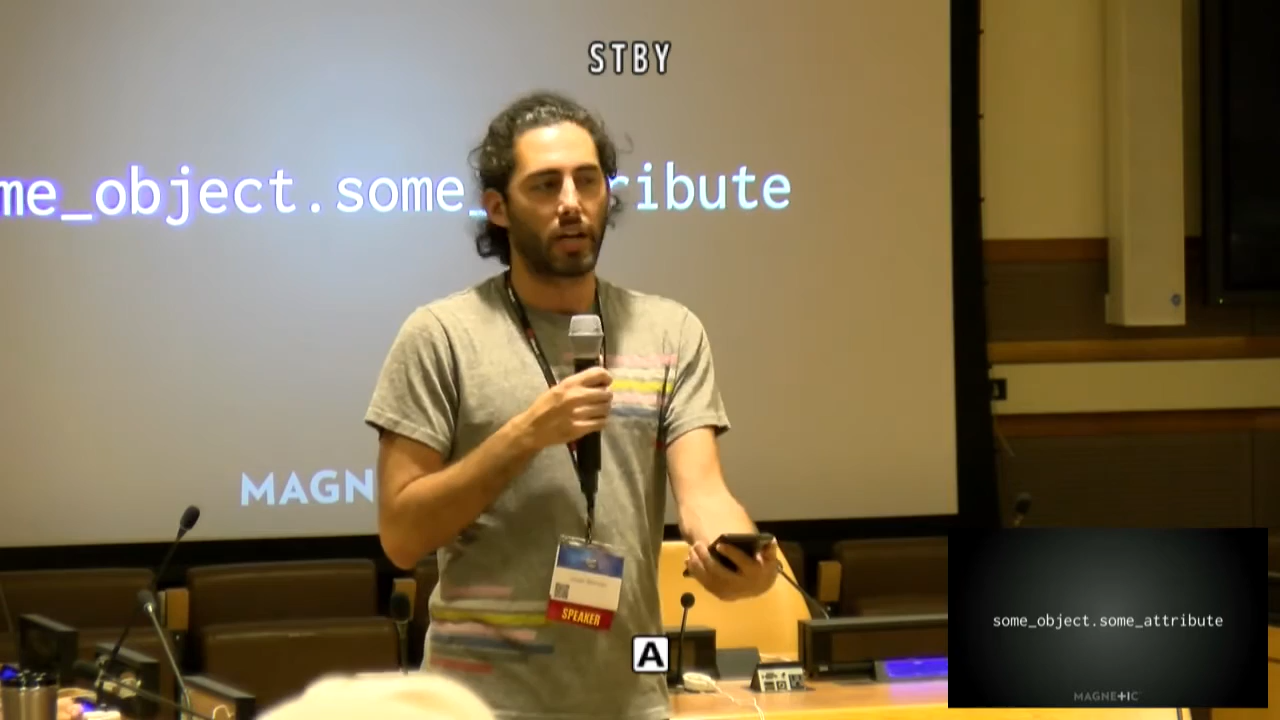 STBY
me_object.some_ ribute
MAGN
SPEAKER
A
some_object.some_attribute
MAGNETIC